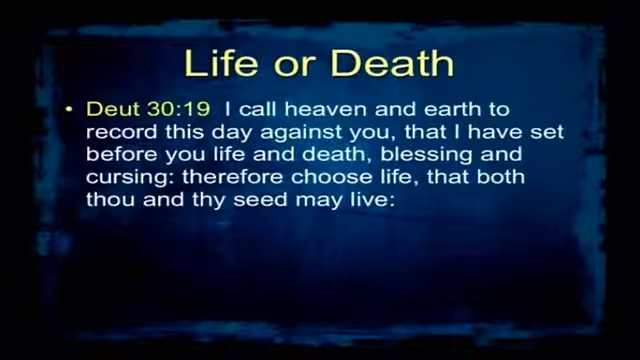 Life or Death
• Deut 30:19 I call heaven and earth to
record this day against you, that I have set
before you life and death, blessing and
cursing: therefore choose life, that both
thou and thy seed may live: